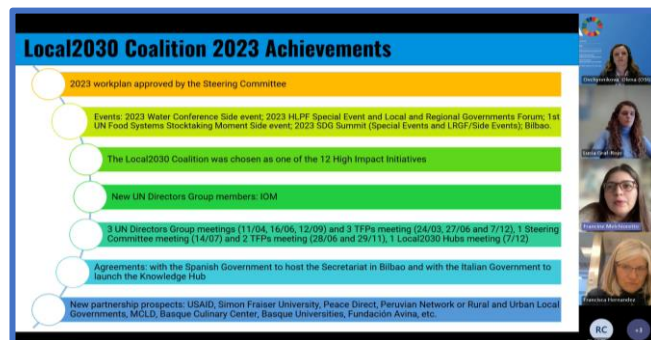 Local2030 Coalition 2023 Achievements
2023 workplan approved by the Steering Committee
Events: 2023 Water Conference Side event; 2023 HLPF Special Event and Local and Regional Governments Forum; 1st
UN Food Systems Stocktaking Moment Side event; 2023 SDG Summit (Special Events and LRGF/Side Events); Bilbao.
The Local2030 Coalition was chosen as one of the 12 High Impact Initiatives
New UN Directors Group members: IOM
3 UN Directors Group meetings (11/04, 16/06, 12/09) and 3 TFPs meeting (24/03, 27/06 and 7/12), 1 Steering
Committee meeting (14/07) and 2 TFPs meeting (28/06 and 29/11), 1 Local2030 Hubs meeting (7/12)
Agreements: with the Spanish Government to host the Secretariat in Bilbao and with the Italian Government to
launch the Knowledge Hub
New partnership prospects: USAID, Simon Fraser University, Peace Direct, Peruvian Network or Rural and Urban Local
Governments, MCLD, Basque Culinary Center, Basque Universities, Fundación Avina, etc.
Francisca Hernandez
RC
+3